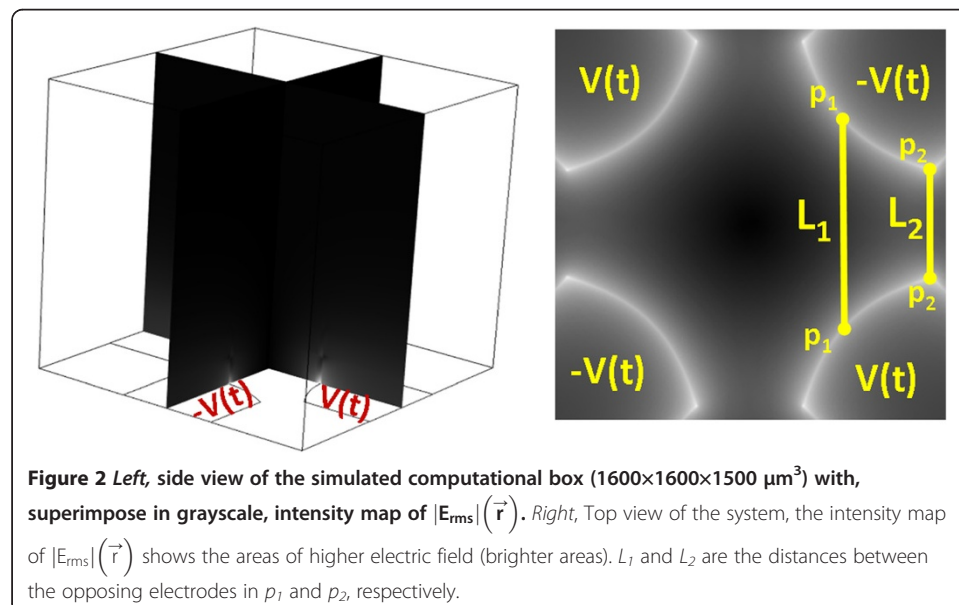 -V(t)
V(t)
V(t)
-V(t)
p₁
p₂
L₁
L₂
p₂
p₁
-V(t)
V(t)
Figure 2 Left, side view of the simulated computational box (1600×1600×1500 μm³) with,
superimpose in grayscale, intensity map of |E_rms|(r⃗). Right, Top view of the system, the intensity map
of |E_rms|(r⃗) shows the areas of higher electric field (brighter areas). L₁ and L₂ are the distances between
the opposing electrodes in p₁ and p₂, respectively.